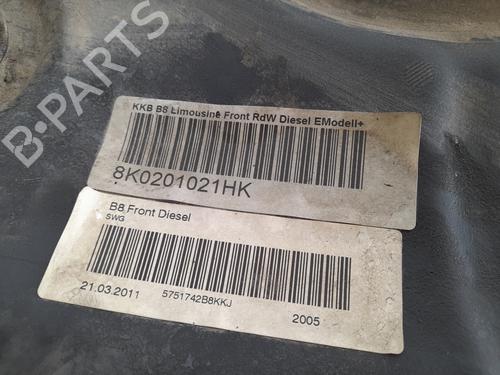 KKB B8 Limousine Front RdW Diesel EModell+
8K0201021HK
B8 Front Diesel
SWG
21.03.2011 5751742B8KKJ 2005
B-PARTS